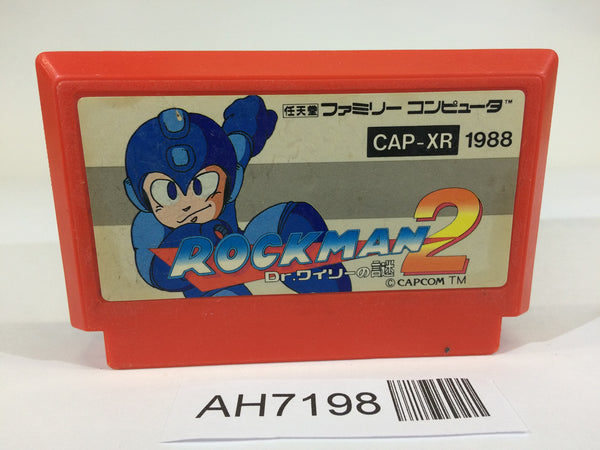 任天堂 ファミリー コンピュータ™
CAP-XR 1988
ROCKMAN 2
Dr.ワイリーの謎
©CAPCOM TM
AH7198